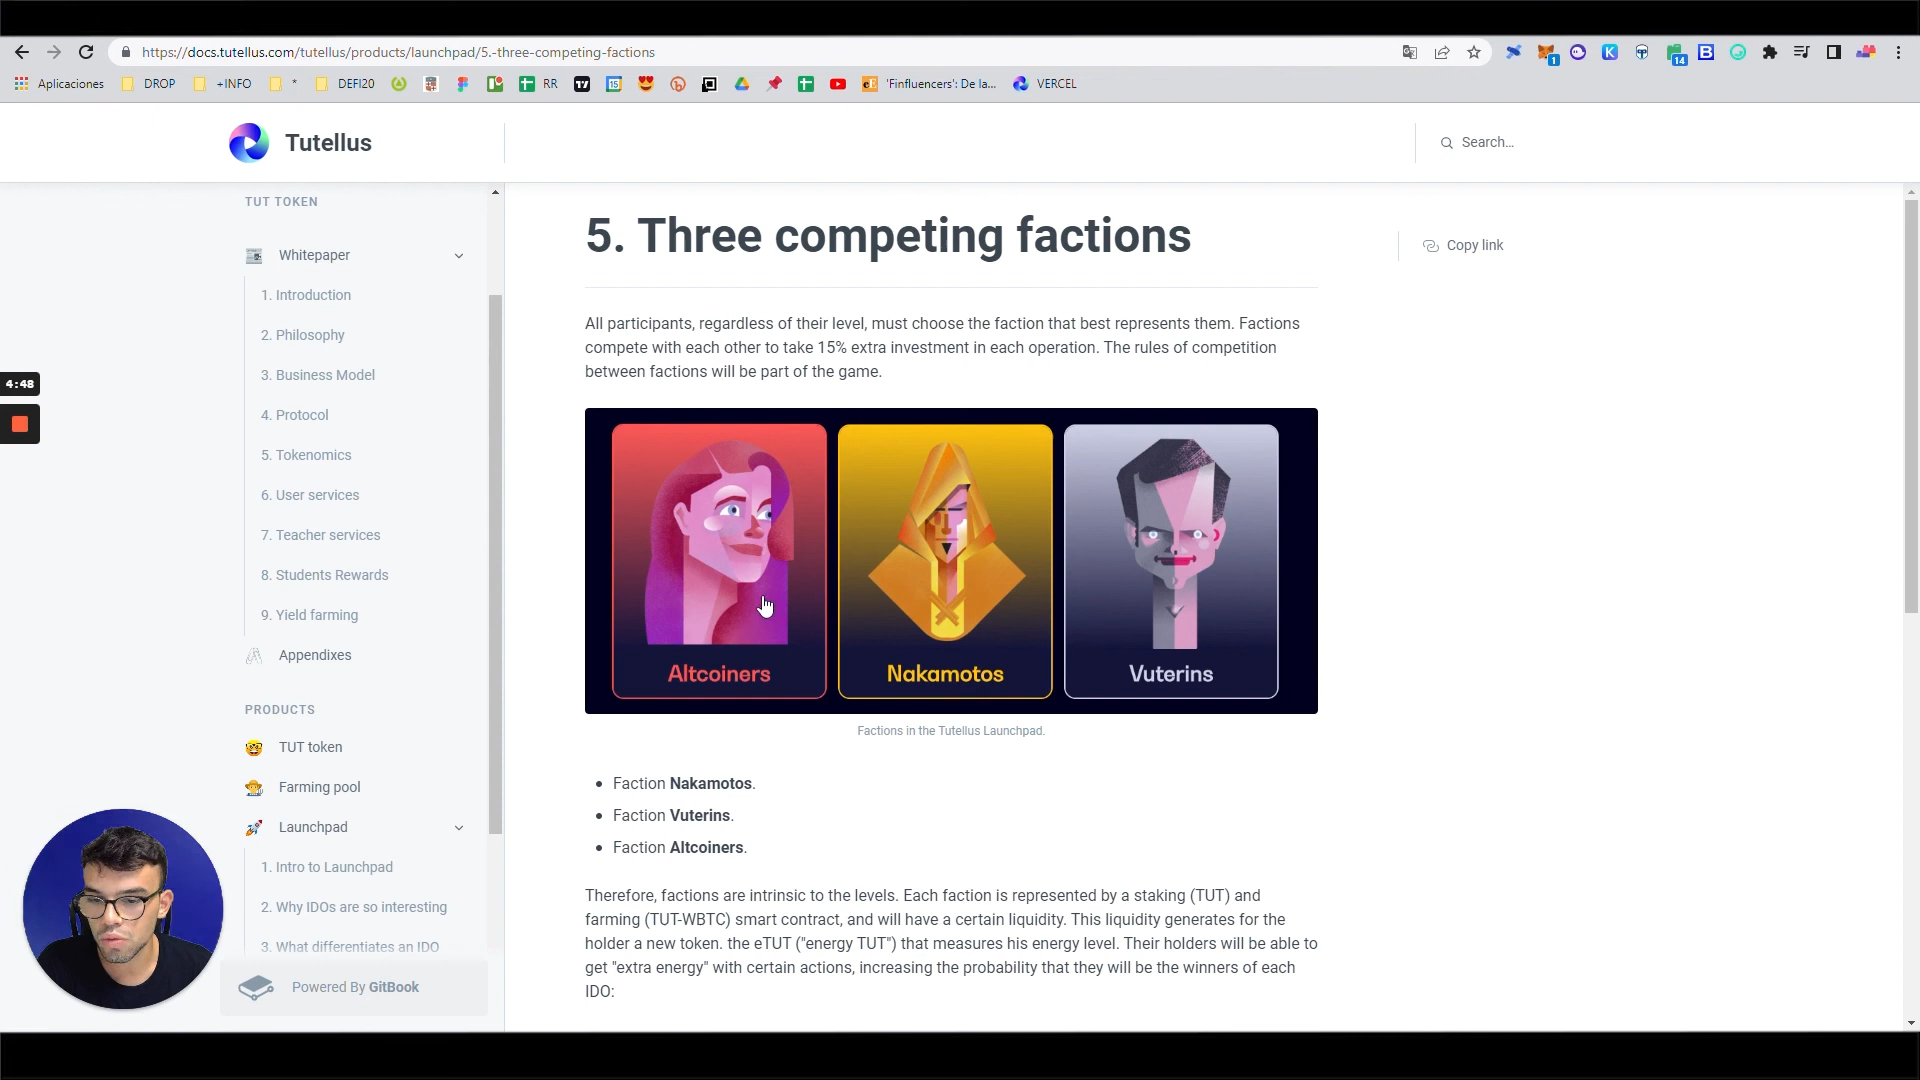 https://docs.tutellus.com/tutellus/products/launchpad/5.-three-competing-factions
1
14
Aplicaciones
DROP
+INFO
*
DEFI20
RR
15
'Finfluencers': De la...
VERCEL
Tutellus
Search...
TUT TOKEN
Whitepaper
1. Introduction
2. Philosophy
3. Business Model
4. Protocol
5. Tokenomics
6. User services
7. Teacher services
8. Students Rewards
9. Yield farming
Appendixes
PRODUCTS
TUT token
Farming pool
Launchpad
1. Intro to Launchpad
2. Why IDOs are so interesting
3. What differentiates an IDO
Powered By GitBook
4:48
5. Three competing factions
Copy link
All participants, regardless of their level, must choose the faction that best represents them. Factions
compete with each other to take 15% extra investment in each operation. The rules of competition
between factions will be part of the game.
Altcoiners
Nakamotos
Vuterins
Factions in the Tutellus Launchpad.
Faction Nakamotos.
Faction Vuterins.
Faction Altcoiners.
Therefore, factions are intrinsic to the levels. Each faction is represented by a staking (TUT) and
farming (TUT-WBTC) smart contract, and will have a certain liquidity. This liquidity generates for the
holder a new token. the eTUT ("energy TUT") that measures his energy level. Their holders will be able to
get "extra energy" with certain actions, increasing the probability that they will be the winners of each
IDO: